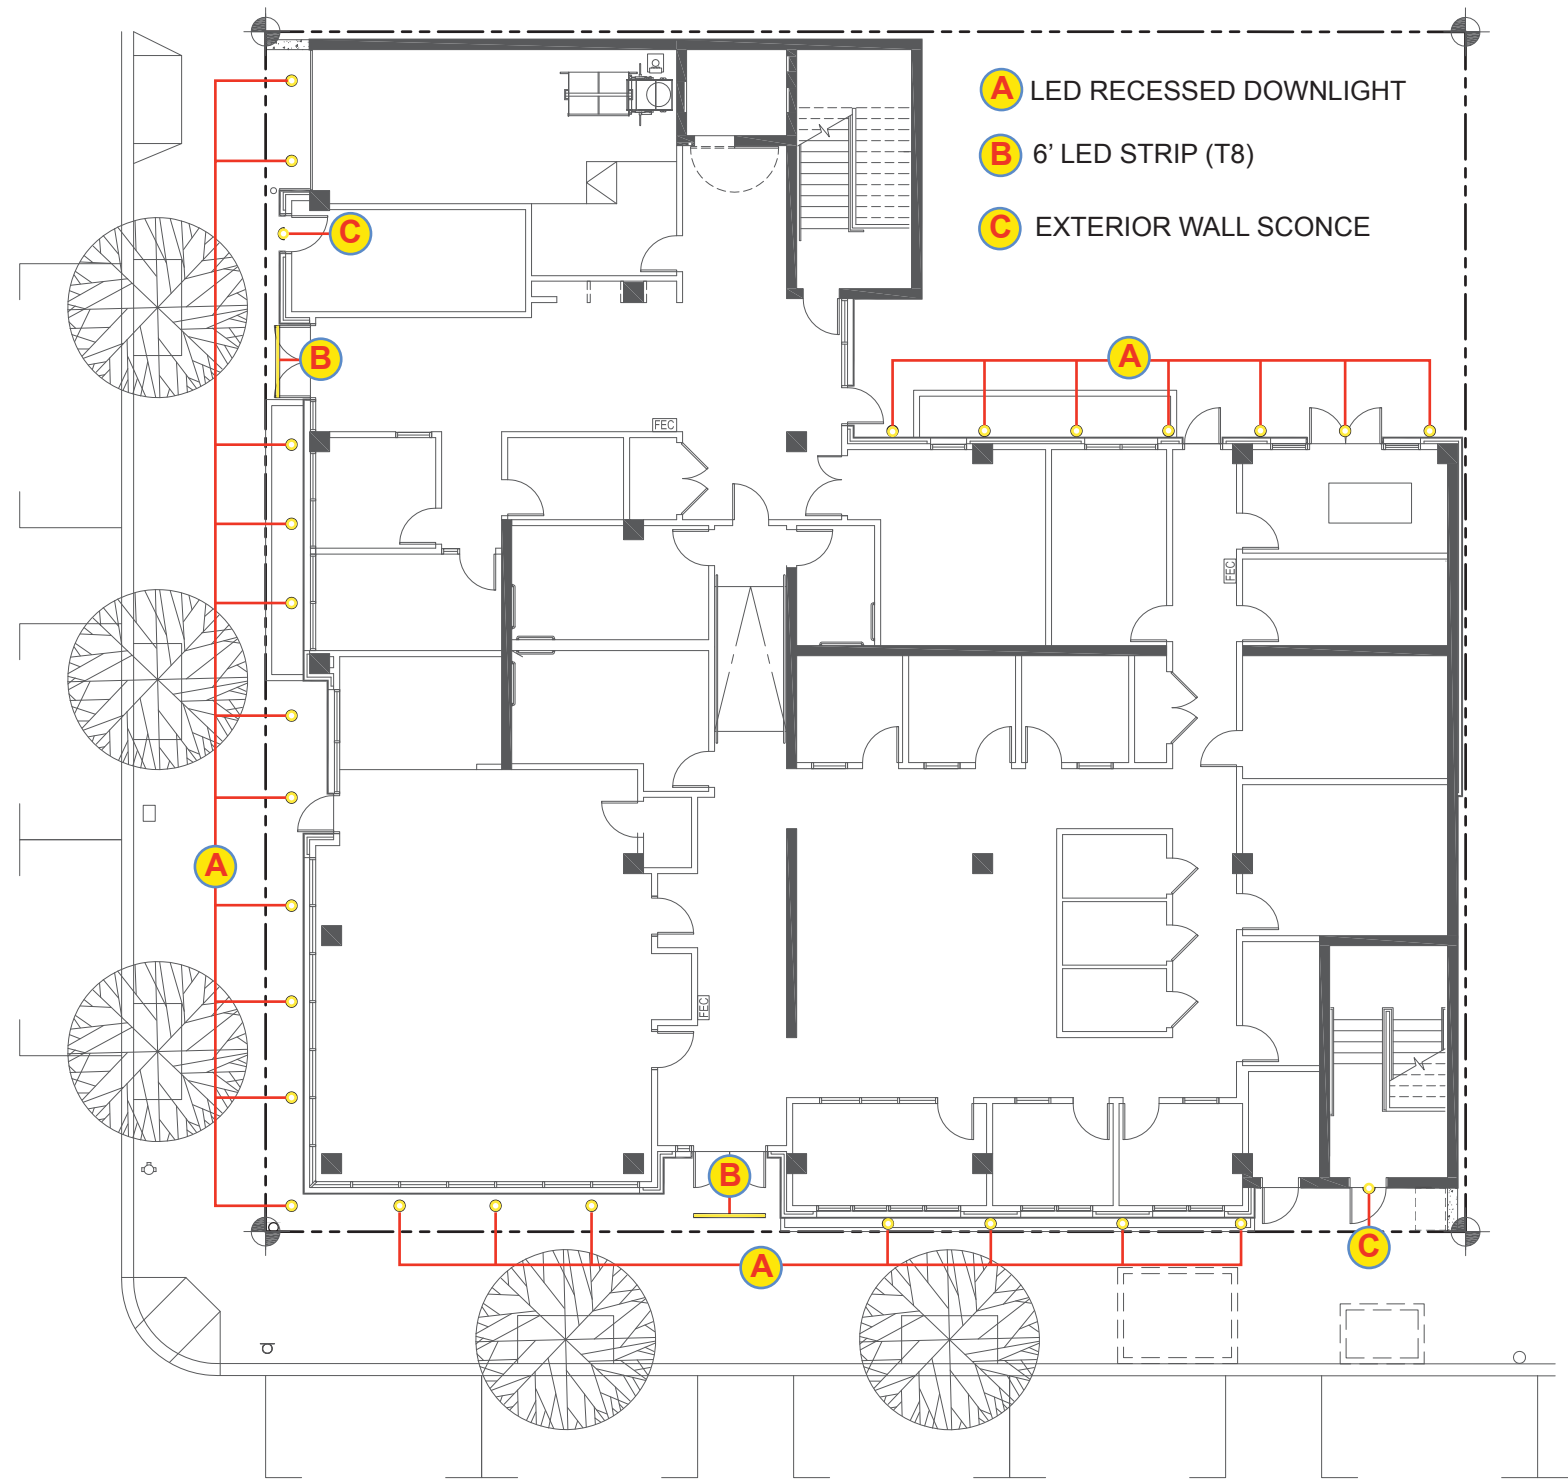 A LED RECESSED DOWNLIGHT
B 6’ LED STRIP (T8)
C EXTERIOR WALL SCONCE
C
B
A
FEC
FEC
A
FEC
B
C
A